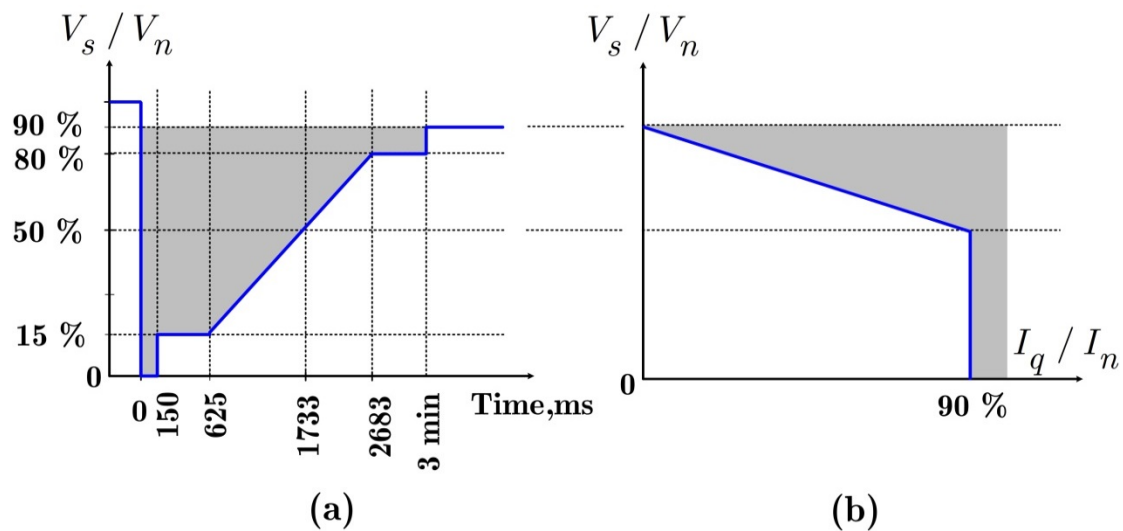 V_s / V_n
90 %
80 %
50 %
15 %
0
0
150
625
1733
2683
3 min
Time,ms
(a)
V_s / V_n
0
I_q / I_n
90 %
(b)